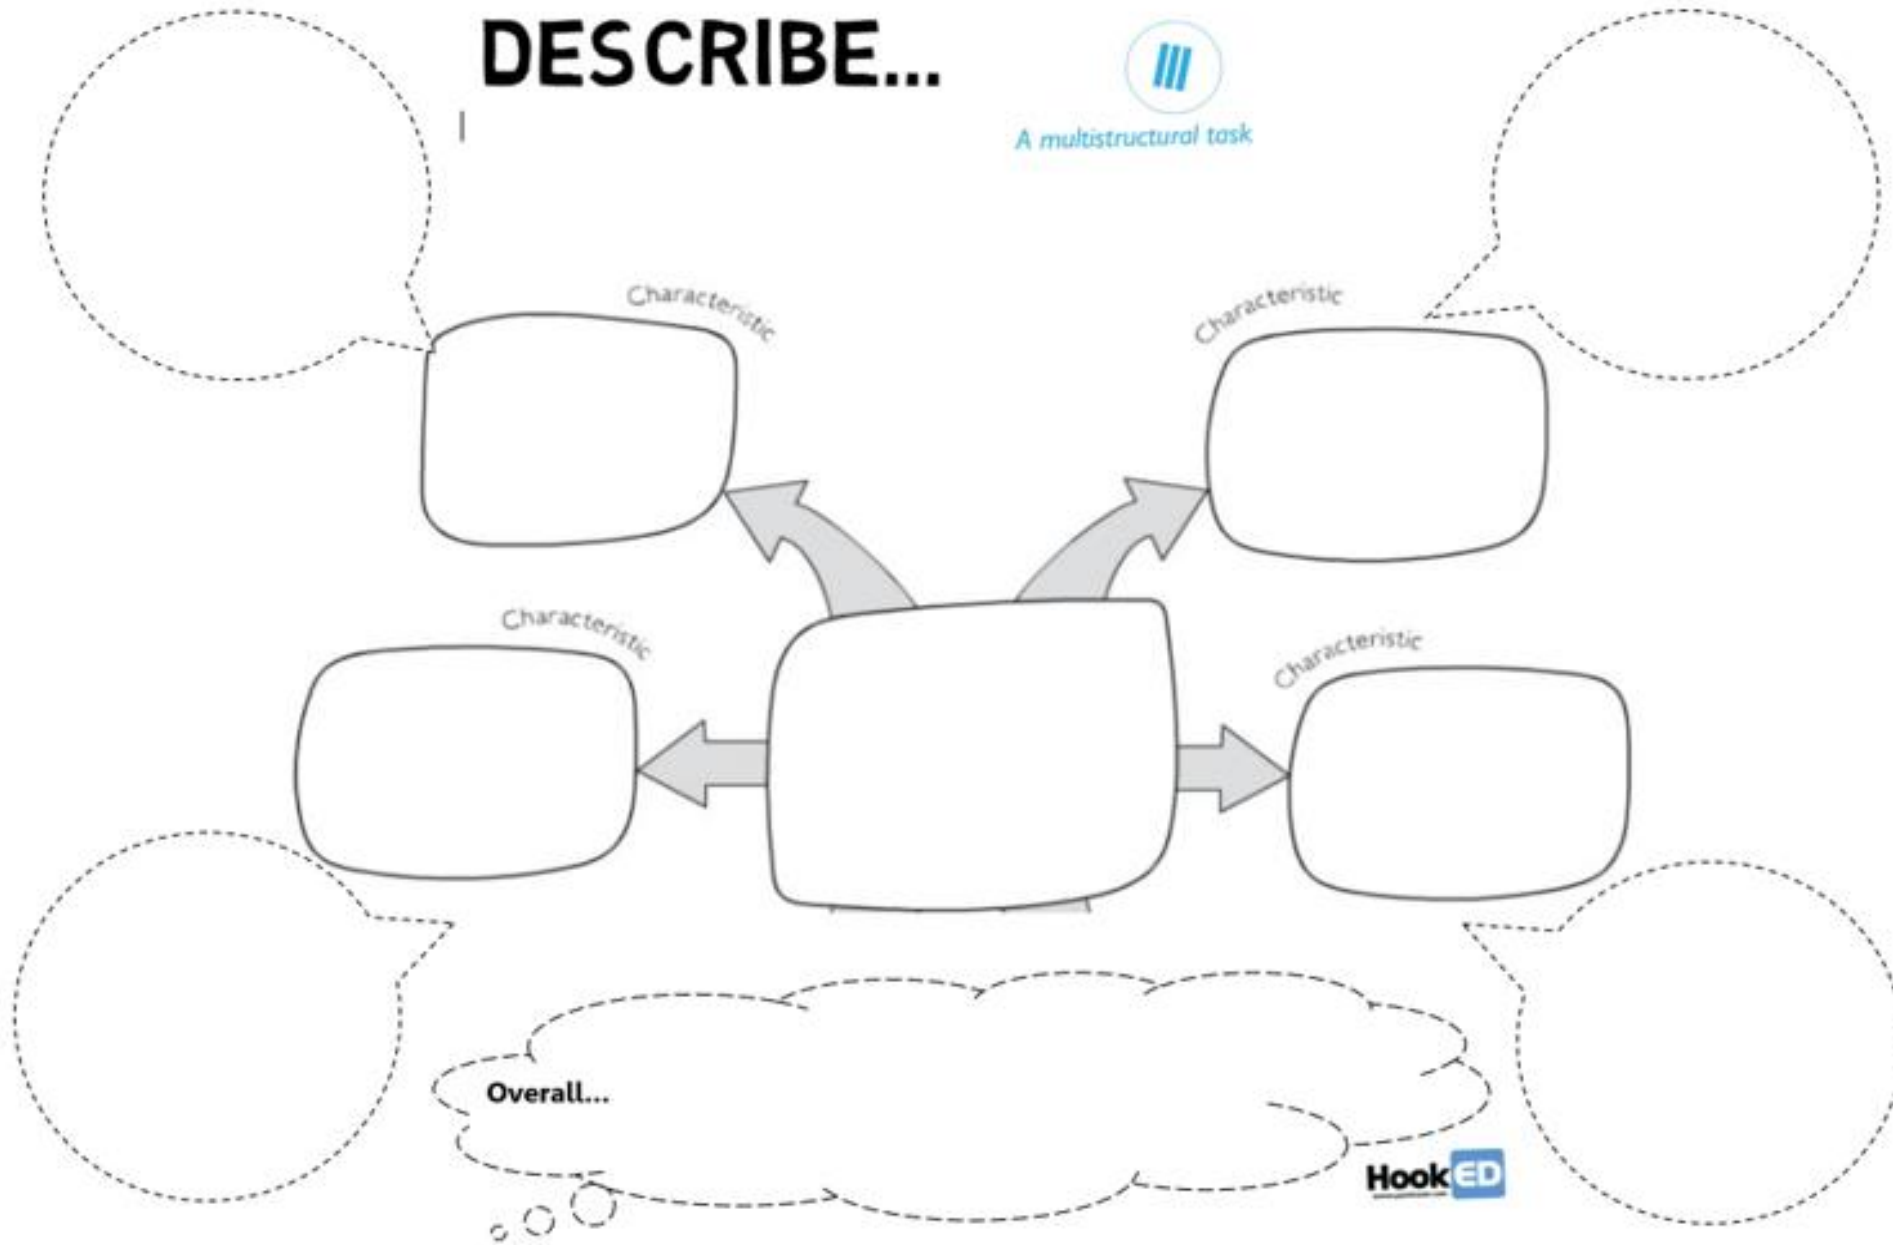 DESCRIBE...
A multistructural task
Characteristic
Characteristic
Characteristic
Characteristic
Overall...
HookED